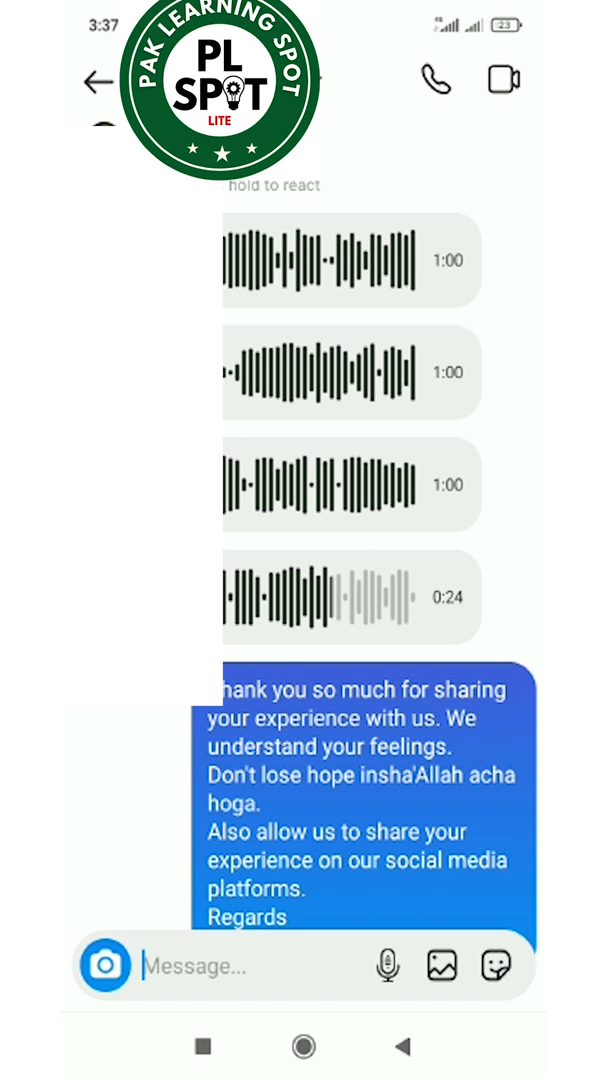 3:37
4G
23
PAK LEARNING SPOT
PL
SPOT
LITE
hold to react
1:00
1:00
1:00
0:24
hank you so much for sharing
your experience with us. We
understand your feelings.
Don't lose hope insha'Allah acha
hoga.
Also allow us to share your
experience on our social media
platforms.
Regards
Message...